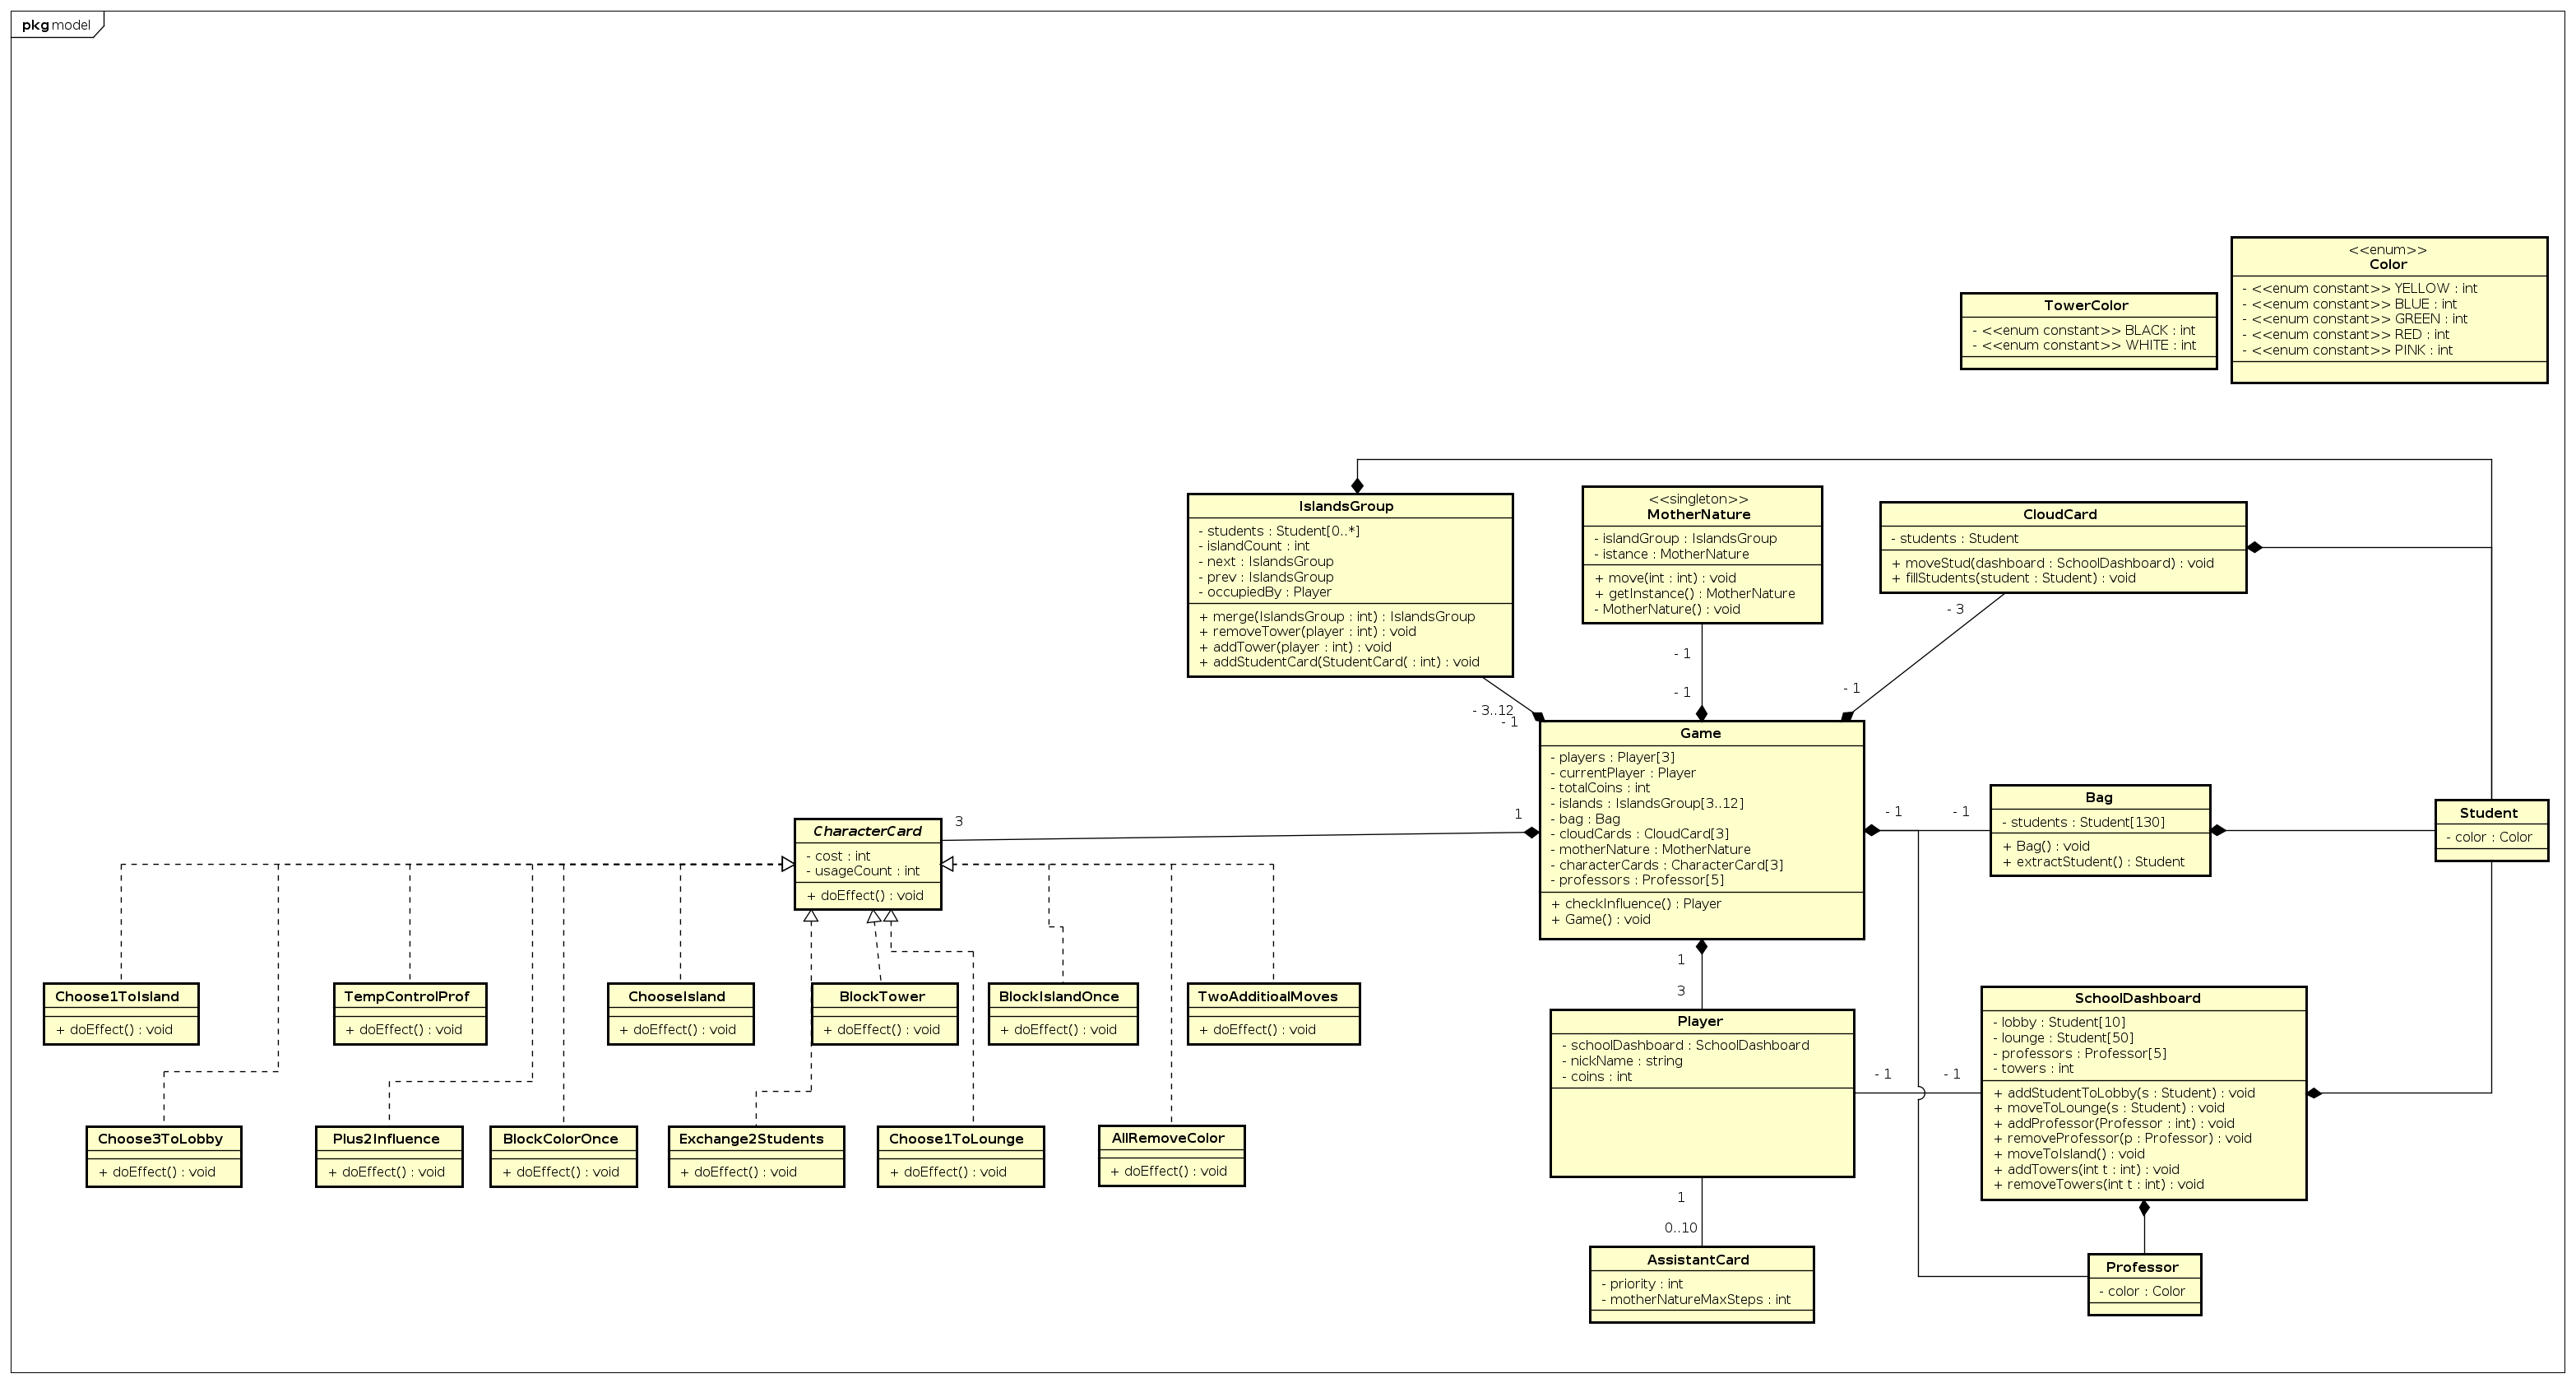 pkg model
<<enum>>
Color
- <<enum constant>> YELLOW : int
- <<enum constant>> BLUE : int
- <<enum constant>> GREEN : int
- <<enum constant>> RED : int
- <<enum constant>> PINK : int
TowerColor
- <<enum constant>> BLACK : int
- <<enum constant>> WHITE : int
IslandsGroup
- students : Student[0..*]
- islandCount : int
- next : IslandsGroup
- prev : IslandsGroup
- occupiedBy : Player
+ merge(IslandsGroup : int) : IslandsGroup
+ removeTower(player : int) : void
+ addTower(player : int) : void
+ addStudentCard(StudentCard( : int) : void
<<singleton>>
MotherNature
- islandGroup : IslandsGroup
- istance : MotherNature
+ move(int : int) : void
+ getInstance() : MotherNature
- MotherNature() : void
CloudCard
- students : Student
+ moveStud(dashboard : SchoolDashboard) : void
+ fillStudents(student : Student) : void
- 3
- 1
- 1
- 1
- 3..12
- 1
Game
- players : Player[3]
- currentPlayer : Player
- totalCoins : int
- islands : IslandsGroup[3..12]
- bag : Bag
- cloudCards : CloudCard[3]
- motherNature : MotherNature
- characterCards : CharacterCard[3]
- professors : Professor[5]
+ checkInfluence() : Player
+ Game() : void
3
1
- 1
- 1
Bag
- students : Student[130]
+ Bag() : void
+ extractStudent() : Student
Student
- color : Color
CharacterCard
- cost : int
- usageCount : int
+ doEffect() : void
1
3
Choose1ToIsland
+ doEffect() : void
TempControlProf
+ doEffect() : void
ChooseIsland
+ doEffect() : void
BlockTower
+ doEffect() : void
BlockIslandOnce
+ doEffect() : void
TwoAdditioalMoves
+ doEffect() : void
Choose3ToLobby
+ doEffect() : void
Plus2Influence
+ doEffect() : void
BlockColorOnce
+ doEffect() : void
Exchange2Students
+ doEffect() : void
Choose1ToLounge
+ doEffect() : void
AllRemoveColor
+ doEffect() : void
Player
- schoolDashboard : SchoolDashboard
- nickName : string
- coins : int
- 1
- 1
SchoolDashboard
- lobby : Student[10]
- lounge : Student[50]
- professors : Professor[5]
- towers : int
+ addStudentToLobby(s : Student) : void
+ moveToLounge(s : Student) : void
+ addProfessor(Professor : int) : void
+ removeProfessor(p : Professor) : void
+ moveToIsland() : void
+ addTowers(int t : int) : void
+ removeTowers(int t : int) : void
1
0..10
AssistantCard
- priority : int
- motherNatureMaxSteps : int
Professor
- color : Color